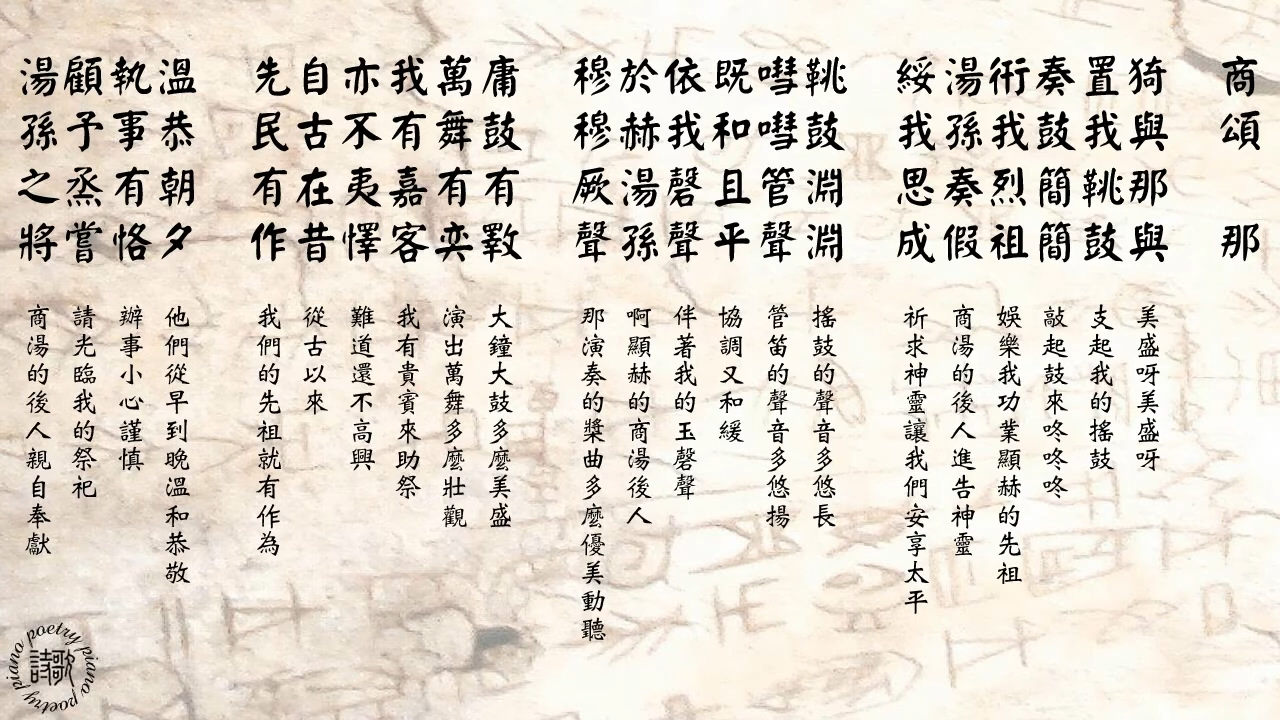 商頌 那
猗與那與
置我鞉鼓
奏鼓簡簡
衎我烈祖
湯孫奏假
綏我思成
鞉鼓淵淵
嘒嘒管聲
既和且平
依我磬聲
於赫湯孫
穆穆厥聲
庸鼓有斁
萬舞有奕
我有嘉客
亦不夷懌
自古在昔
先民有作
溫恭朝夕
執事有恪
顧予烝嘗
湯孫之將
美盛呀美盛呀
支起我的搖鼓
敲起鼓來咚咚咚
娛樂我功業顯赫的先祖
商湯的後人進告神靈
祈求神靈讓我們安享太平
搖鼓的聲音多悠長
管笛的聲音多悠揚
協調又和緩
伴著我的玉磬聲
啊顯赫的商湯後人
那演奏的槳曲多麼優美動聽
大鐘大鼓多麼美盛
演出萬舞多麼壯觀
我有貴賓來助祭
難道還不高興
從古以來
我們的先祖就有作為
他們從早到晚溫和恭敬
辦事小心謹慎
請光臨我的祭祀
商湯的後人親自奉獻
poetry piano poetry piano
詩歌